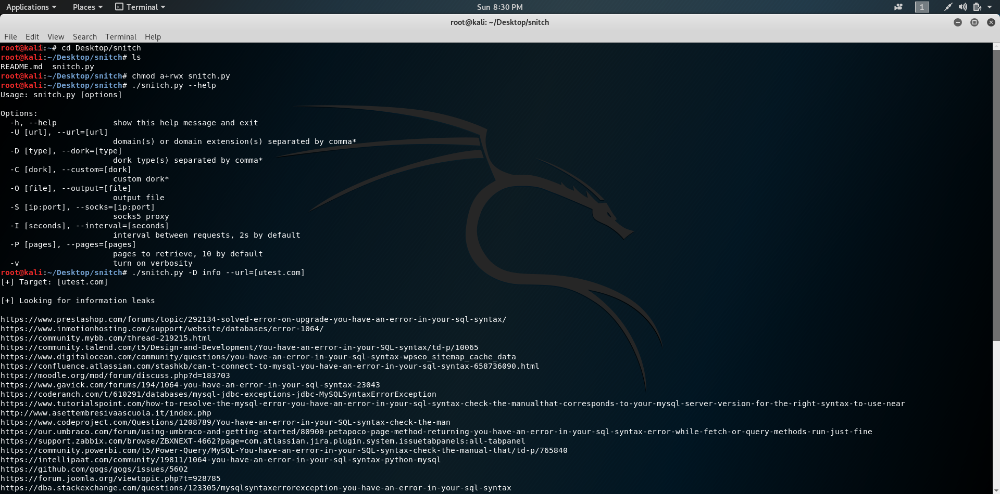 Applications Places Terminal Sun 8:30 PM 1
root@kali: ~/Desktop/snitch
File Edit View Search Terminal Help
root@kali:~# cd Desktop/snitch
root@kali:~/Desktop/snitch# ls
README.md  snitch.py
root@kali:~/Desktop/snitch# chmod a+rwx snitch.py
root@kali:~/Desktop/snitch# ./snitch.py --help
Usage: snitch.py [options]
Options:
-h, --help            show this help message and exit
-U [url], --url=[url]
domain(s) or domain extension(s) separated by comma*
-D [type], --dork=[type]
dork type(s) separated by comma*
-C [dork], --custom=[dork]
custom dork*
-O [file], --output=[file]
output file
-S [ip:port], --socks=[ip:port]
socks5 proxy
-I [seconds], --interval=[seconds]
interval between requests, 2s by default
-P [pages], --pages=[pages]
pages to retrieve, 10 by default
-v                    turn on verbosity
root@kali:~/Desktop/snitch# ./snitch.py -D info --url=[utest.com]
[+] Target: [utest.com]
[+] Looking for information leaks
https://www.prestashop.com/forums/topic/292134-solved-error-on-upgrade-you-have-an-error-in-your-sql-syntax/
https://www.inmotionhosting.com/support/website/databases/error-1064/
https://community.mybb.com/thread-219215.html
https://community.talend.com/t5/Design-and-Development/You-have-an-error-in-your-SQL-syntax/td-p/10065
https://www.digitalocean.com/community/questions/you-have-an-error-in-your-sql-syntax-wpseo_sitemap_cache_data
https://confluence.atlassian.com/stashkb/can-t-connect-to-mysql-you-have-an-error-in-your-sql-syntax-658736090.html
https://moodle.org/mod/forum/discuss.php?d=183703
https://www.gavick.com/forums/194/1064-you-have-an-error-in-your-sql-syntax-23043
https://coderanch.com/t/610291/databases/mysql-jdbc-exceptions-jdbc-MySQLSyntaxErrorException
https://www.tutorialspoint.com/how-to-resolve-the-mysql-error-you-have-an-error-in-your-sql-syntax-check-the-manualthat-corresponds-to-your-mysql-server-version-for-the-right-syntax-to-use-near
http://www.asettembresivaascuola.it/index.php
https://www.codeproject.com/Questions/1208789/You-have-an-error-in-your-SQL-syntax-check-the-man
https://our.umbraco.com/forum/using-umbraco-and-getting-started/80900-petapoco-page-method-returning-you-have-an-error-in-your-sql-syntax-error-while-fetch-or-query-methods-run-just-fine
https://support.zabbix.com/browse/ZBXNEXT-4662?page=com.atlassian.jira.plugin.system.issuetabpanels:all-tabpanel
https://community.powerbi.com/t5/Power-Query/MySQL-You-have-an-error-in-your-SQL-syntax-check-the-manual-that/td-p/765840
https://intellipaat.com/community/19811/1064-you-have-an-error-in-your-sql-syntax-python-mysql
https://github.com/gogs/gogs/issues/5602
https://forum.joomla.org/viewtopic.php?t=928785
https://dba.stackexchange.com/questions/123305/mysqlsyntaxerrorexception-you-have-an-error-in-your-sql-syntax